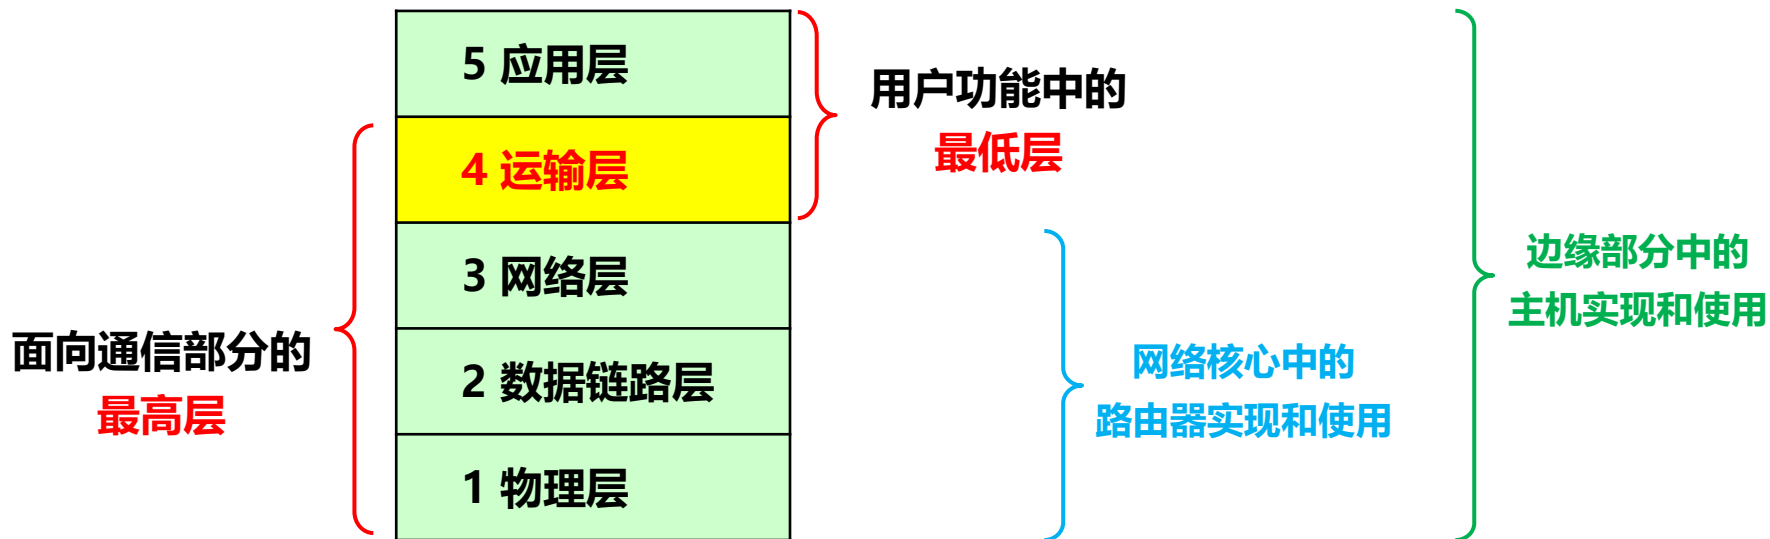 5 应用层
4 运输层
3 网络层
2 数据链路层
1 物理层
面向通信部分的
最高层
用户功能中的
最低层
网络核心中的
路由器实现和使用
边缘部分中的
主机实现和使用